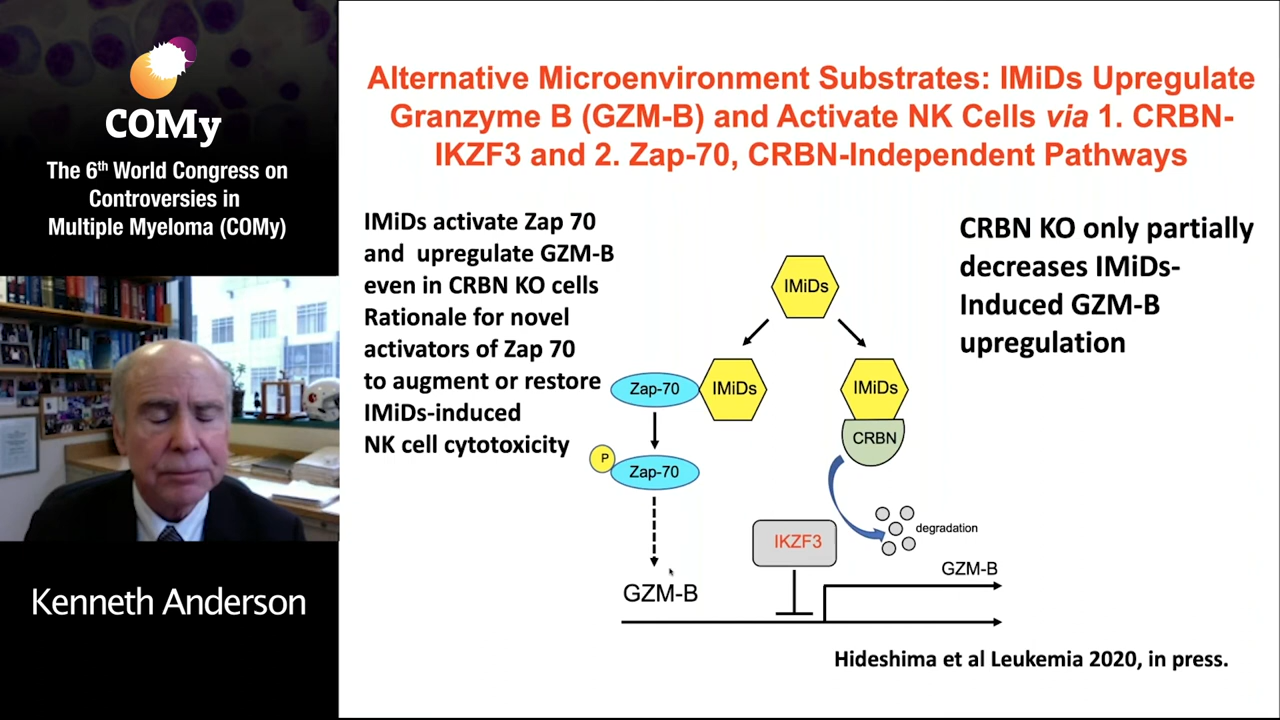 COMy
The 6th World Congress on
Controversies in
Multiple Myeloma (COMy)
Kenneth Anderson
Alternative Microenvironment Substrates: IMiDs Upregulate
Granzyme B (GZM-B) and Activate NK Cells via 1. CRBN-
IKZF3 and 2. Zap-70, CRBN-Independent Pathways
IMiDs activate Zap 70
and upregulate GZM-B
even in CRBN KO cells
Rationale for novel
activators of Zap 70
to augment or restore
IMiDs-induced
NK cell cytotoxicity
CRBN KO only partially
decreases IMiDs-
Induced GZM-B
upregulation
IMiDs
Zap-70
IMiDs
IMiDs
CRBN
P
Zap-70
degradation
IKZF3
GZM-B
GZM-B
Hideshima et al Leukemia 2020, in press.